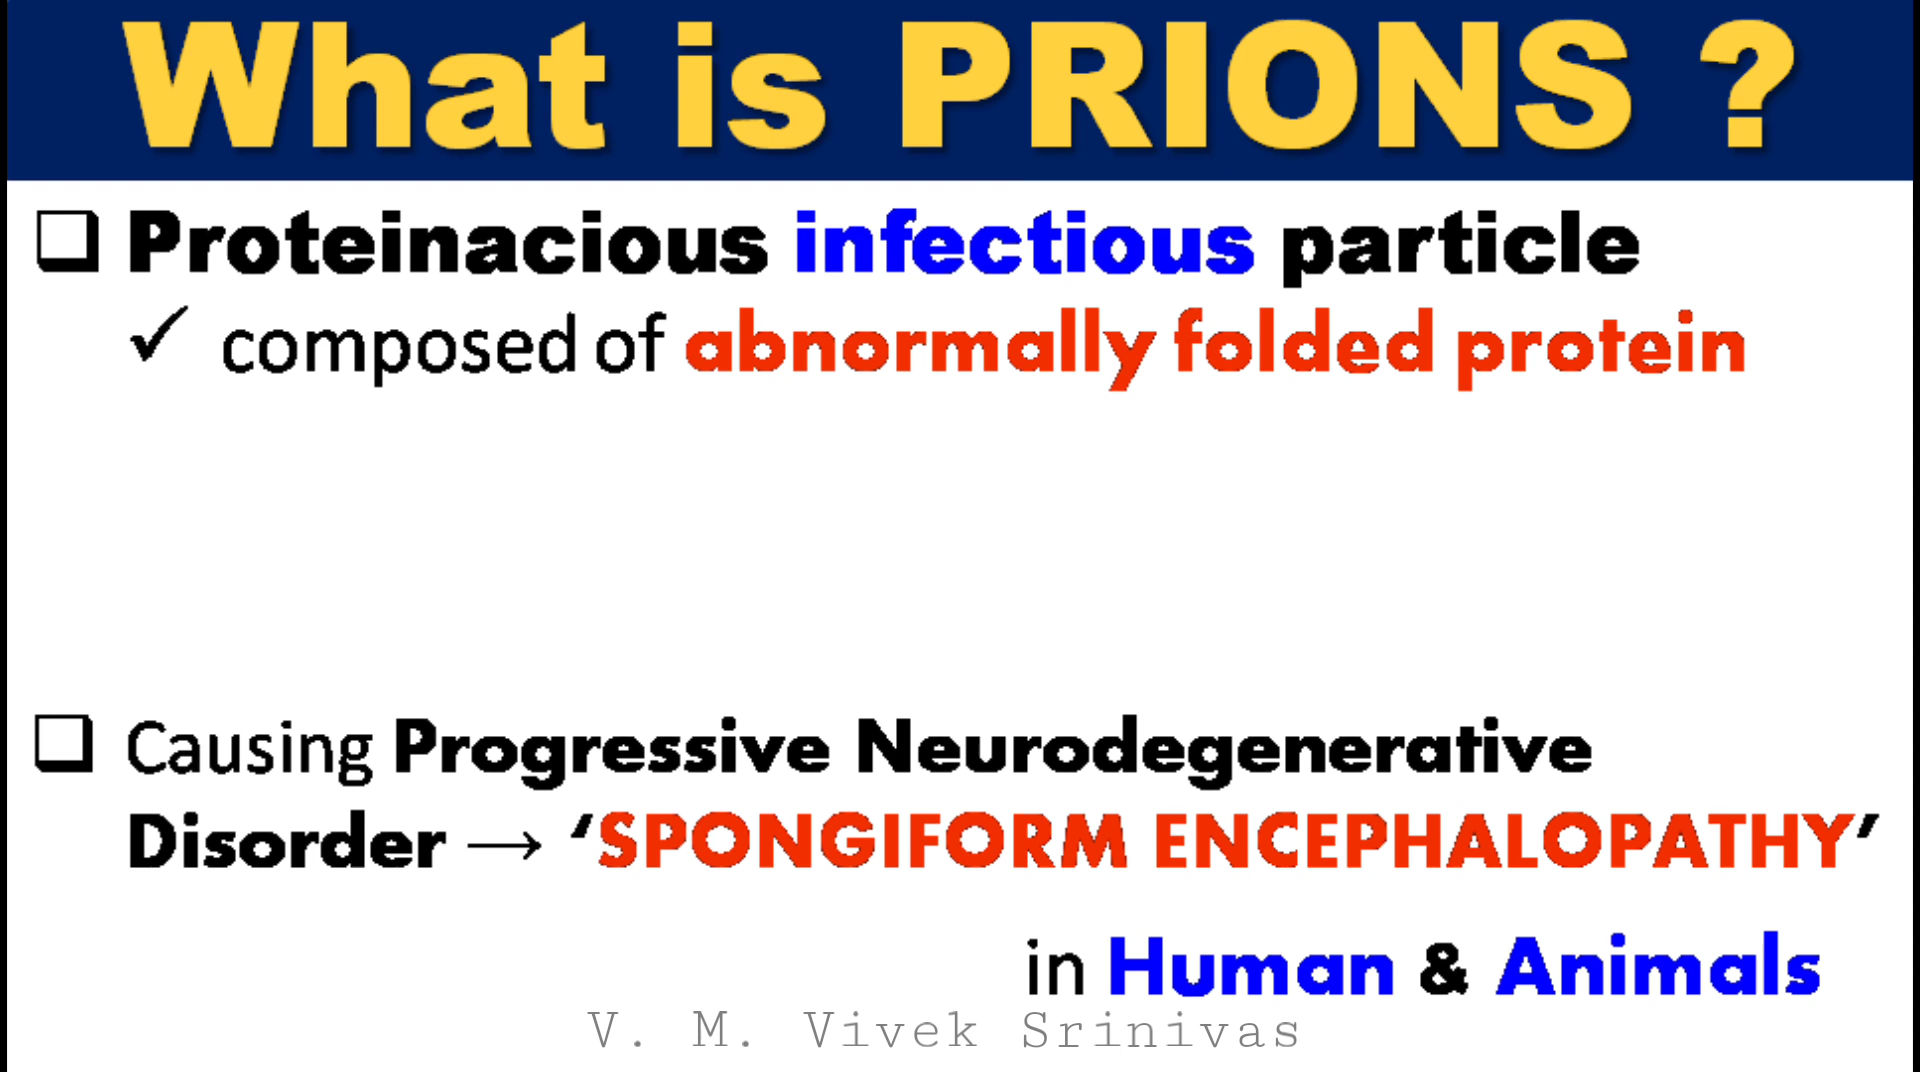 What is PRIONS ?
❑ Proteinacious infectious particle
✓ composed of abnormally folded protein
❑ Causing Progressive Neurodegenerative
Disorder → ‘SPONGIFORM ENCEPHALOPATHY’
in Human & Animals
V. M. Vivek Srinivas